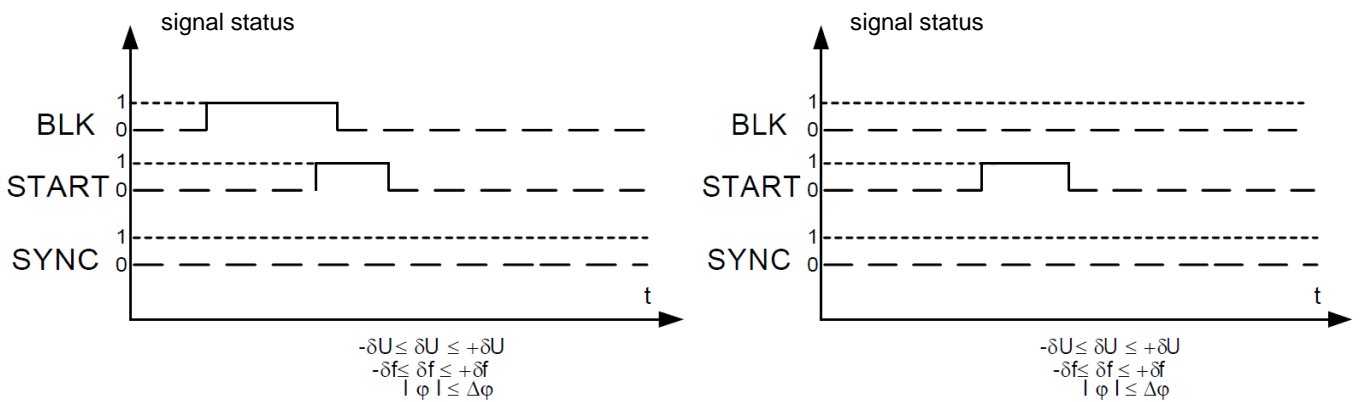 signal status
BLK
1
0
START
1
0
SYNC
1
0
t
-δU ≤ δU ≤ +δU
-δf ≤ δf ≤ +δf
| φ | ≤ Δφ
signal status
BLK
1
0
START
1
0
SYNC
1
0
t
-δU ≤ δU ≤ +δU
-δf ≤ δf ≤ +δf
| φ | ≤ Δφ